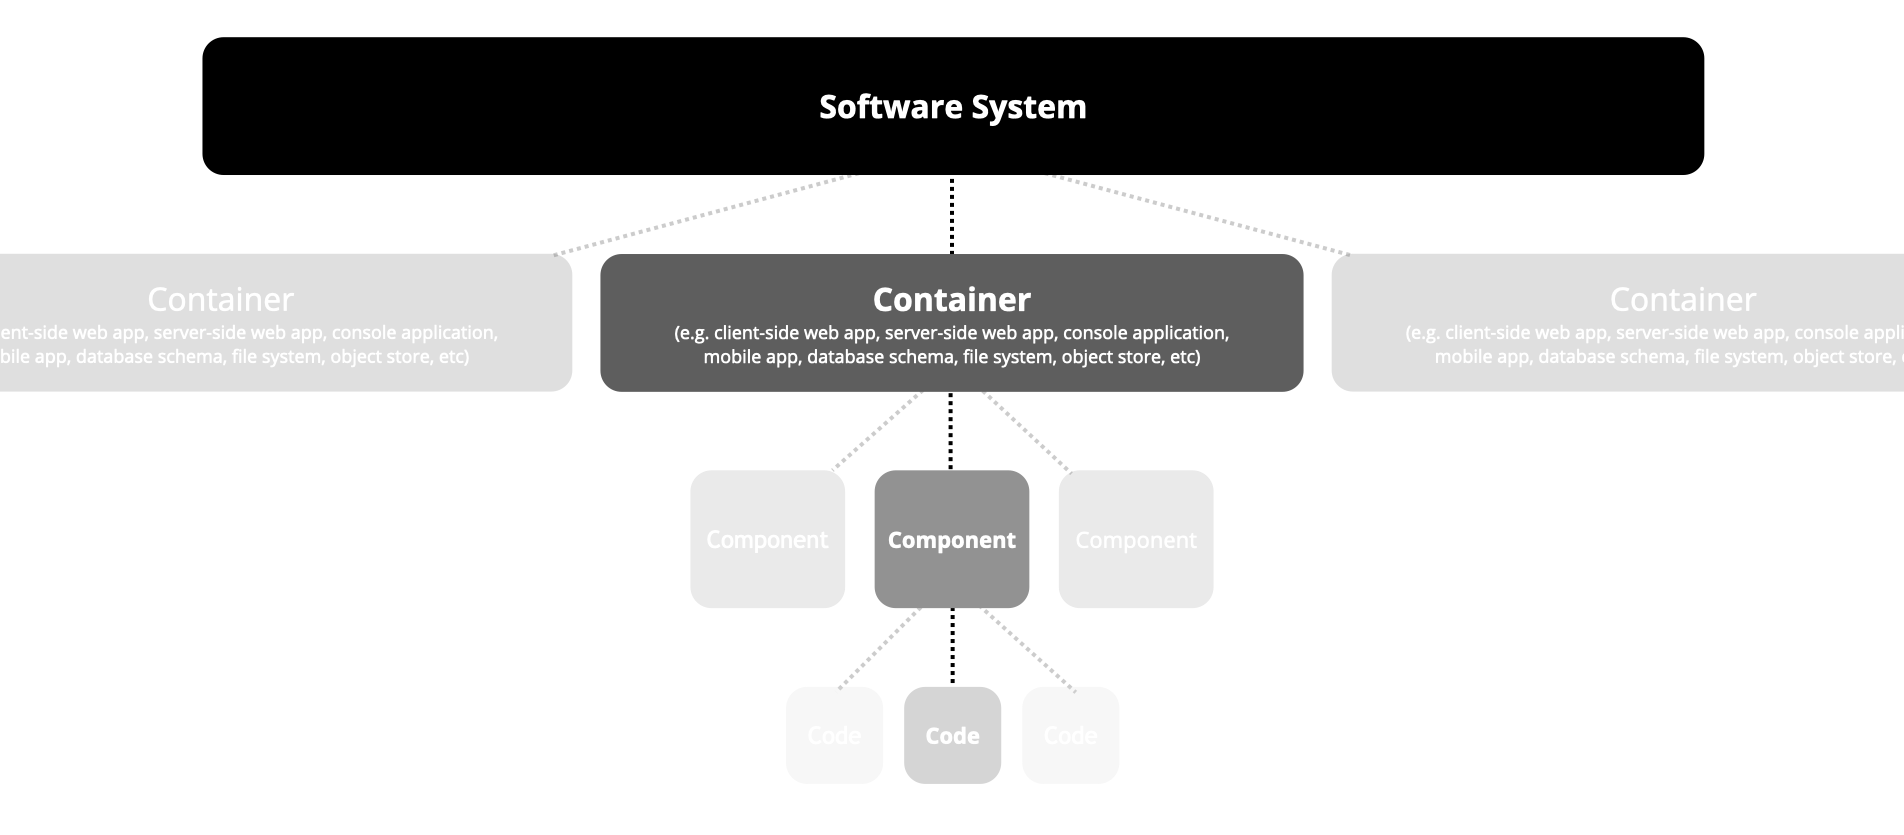 Software System
Container
ent-side web app, server-side web app, console application,
bile app, database schema, file system, object store, etc)
Container
(e.g. client-side web app, server-side web app, console application,
mobile app, database schema, file system, object store, etc)
Container
(e.g. client-side web app, server-side web app, console appli
mobile app, database schema, file system, object store,
Component
Component
Component
Code
Code
Code